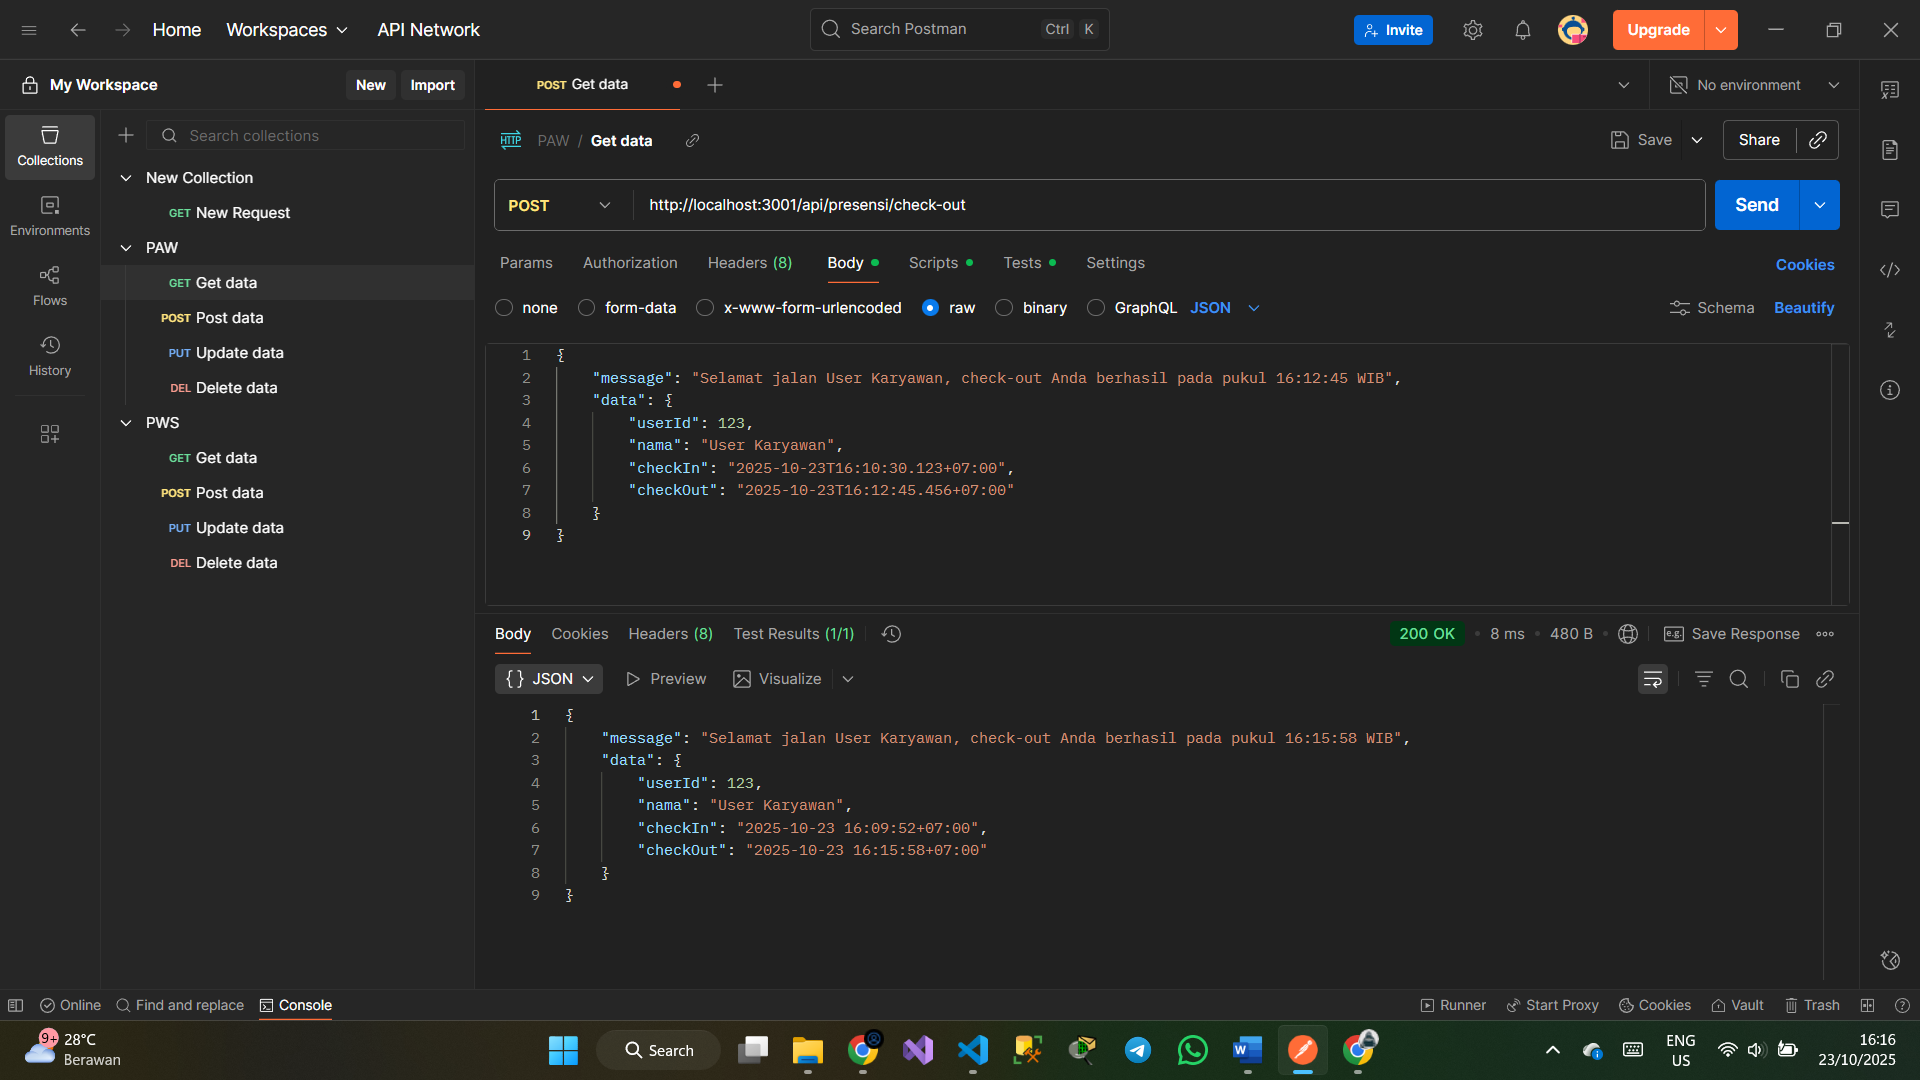 Home
Workspaces
API Network
Search Postman
Ctrl K
Invite
Upgrade
My Workspace
New
Import
POST Get data
No environment
Collections
Search collections
HTTP
PAW / Get data
Save
Share
New Collection
GET New Request
POST
http://localhost:3001/api/presensi/check-out
Send
Environments
PAW
Params
Authorization
Headers (8)
Body
Scripts
Tests
Settings
Cookies
GET Get data
Flows
none
form-data
x-www-form-urlencoded
raw
binary
GraphQL
JSON
Schema
Beautify
POST Post data
PUT Update data
History
DEL Delete data
PWS
GET Get data
POST Post data
PUT Update data
DEL Delete data
1 {
2 "message": "Selamat jalan User Karyawan, check-out Anda berhasil pada pukul 16:12:45 WIB",
3 "data": {
4 "userId": 123,
5 "nama": "User Karyawan",
6 "checkIn": "2025-10-23T16:10:30.123+07:00",
7 "checkOut": "2025-10-23T16:12:45.456+07:00"
8 }
9 }
Body
Cookies
Headers (8)
Test Results (1/1)
200 OK
8 ms
480 B
e.g. Save Response
{} JSON
Preview
Visualize
1 {
2 "message": "Selamat jalan User Karyawan, check-out Anda berhasil pada pukul 16:15:58 WIB",
3 "data": {
4 "userId": 123,
5 "nama": "User Karyawan",
6 "checkIn": "2025-10-23 16:09:52+07:00",
7 "checkOut": "2025-10-23 16:15:58+07:00"
8 }
9 }
Online
Find and replace
Console
Runner
Start Proxy
Cookies
Vault
Trash
9+
28°C
Berawan
Search
ENG
US
16:16
23/10/2025